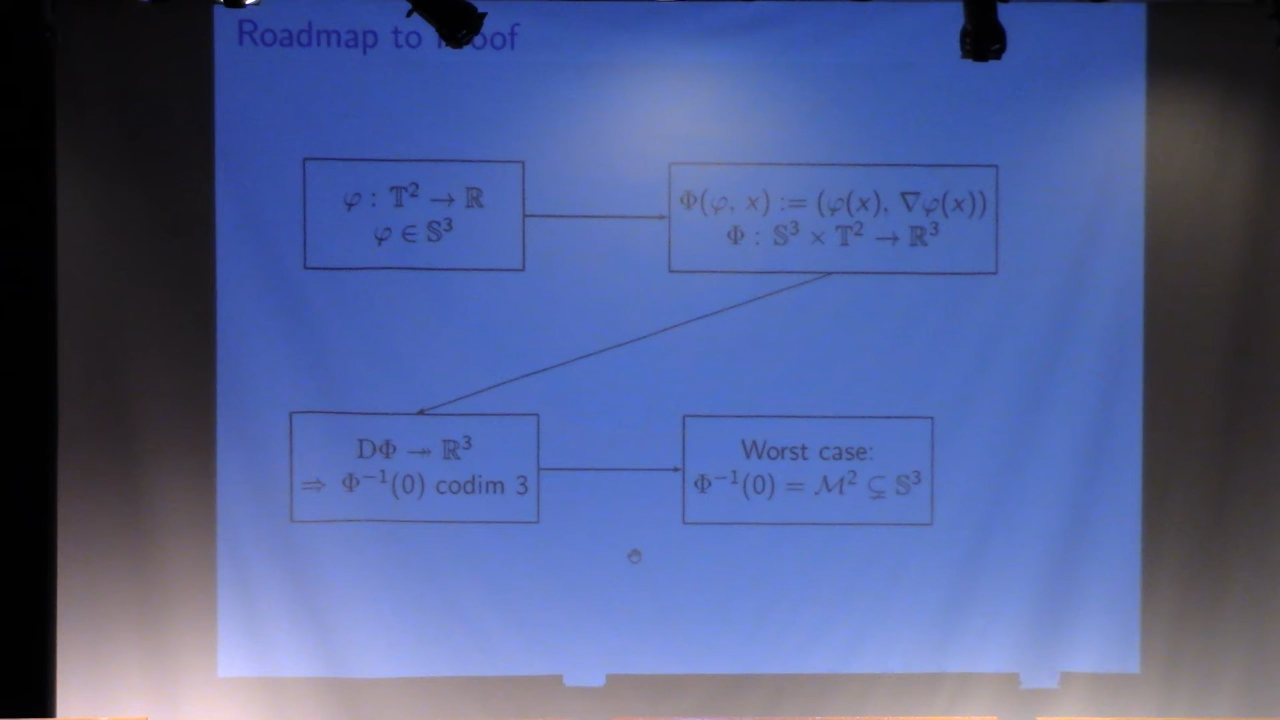 Roadmap to Proof
φ : 𝕋² → ℝ
φ ∈ 𝕊³
Φ(φ, x) := (φ(x), ∇φ(x))
Φ : 𝕊³ × 𝕋² → ℝ³
DΦ ↠ ℝ³
⇒ Φ⁻¹(0) codim 3
Worst case:
Φ⁻¹(0) = ℳ² ⊊ 𝕊³